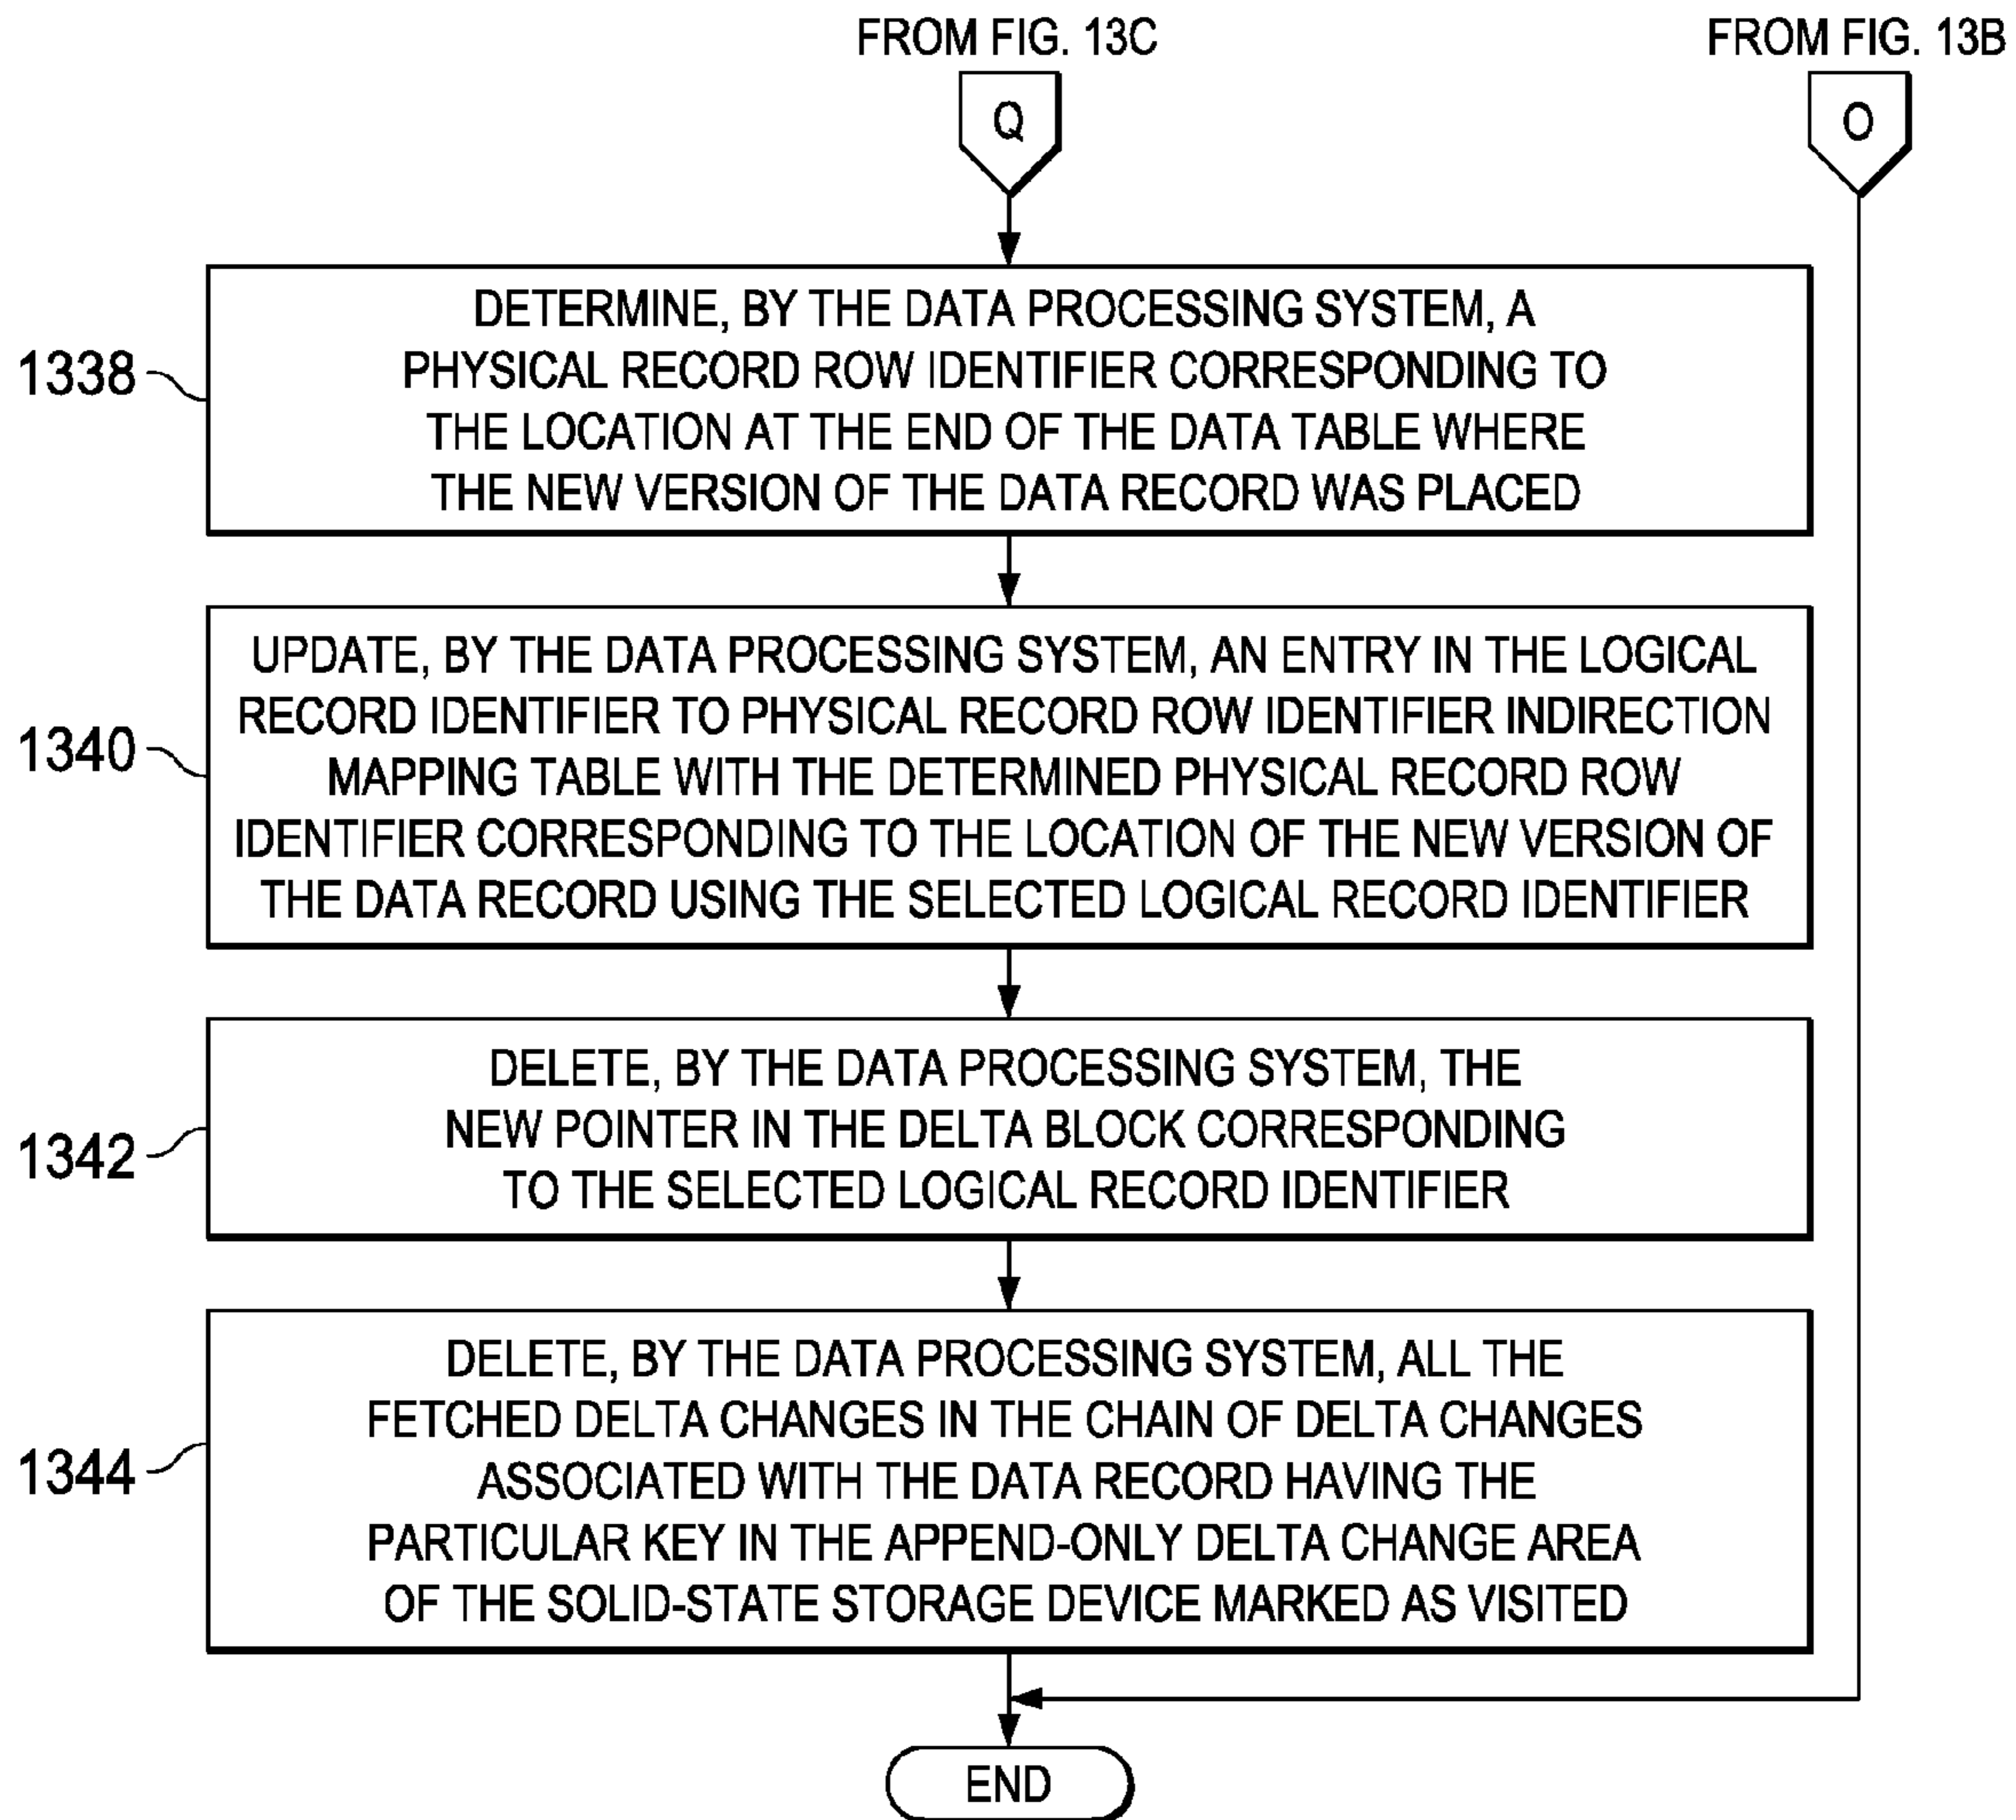 FROM FIG. 13C
FROM FIG. 13B
Q
O
DETERMINE, BY THE DATA PROCESSING SYSTEM, A
PHYSICAL RECORD ROW IDENTIFIER CORRESPONDING TO
THE LOCATION AT THE END OF THE DATA TABLE WHERE
THE NEW VERSION OF THE DATA RECORD WAS PLACED
1338
UPDATE, BY THE DATA PROCESSING SYSTEM, AN ENTRY IN THE LOGICAL
RECORD IDENTIFIER TO PHYSICAL RECORD ROW IDENTIFIER INDIRECTION
MAPPING TABLE WITH THE DETERMINED PHYSICAL RECORD ROW
IDENTIFIER CORRESPONDING TO THE LOCATION OF THE NEW VERSION OF
THE DATA RECORD USING THE SELECTED LOGICAL RECORD IDENTIFIER
1340
DELETE, BY THE DATA PROCESSING SYSTEM, THE
NEW POINTER IN THE DELTA BLOCK CORRESPONDING
TO THE SELECTED LOGICAL RECORD IDENTIFIER
1342
DELETE, BY THE DATA PROCESSING SYSTEM, ALL THE
FETCHED DELTA CHANGES IN THE CHAIN OF DELTA CHANGES
ASSOCIATED WITH THE DATA RECORD HAVING THE
PARTICULAR KEY IN THE APPEND-ONLY DELTA CHANGE AREA
OF THE SOLID-STATE STORAGE DEVICE MARKED AS VISITED
1344
END